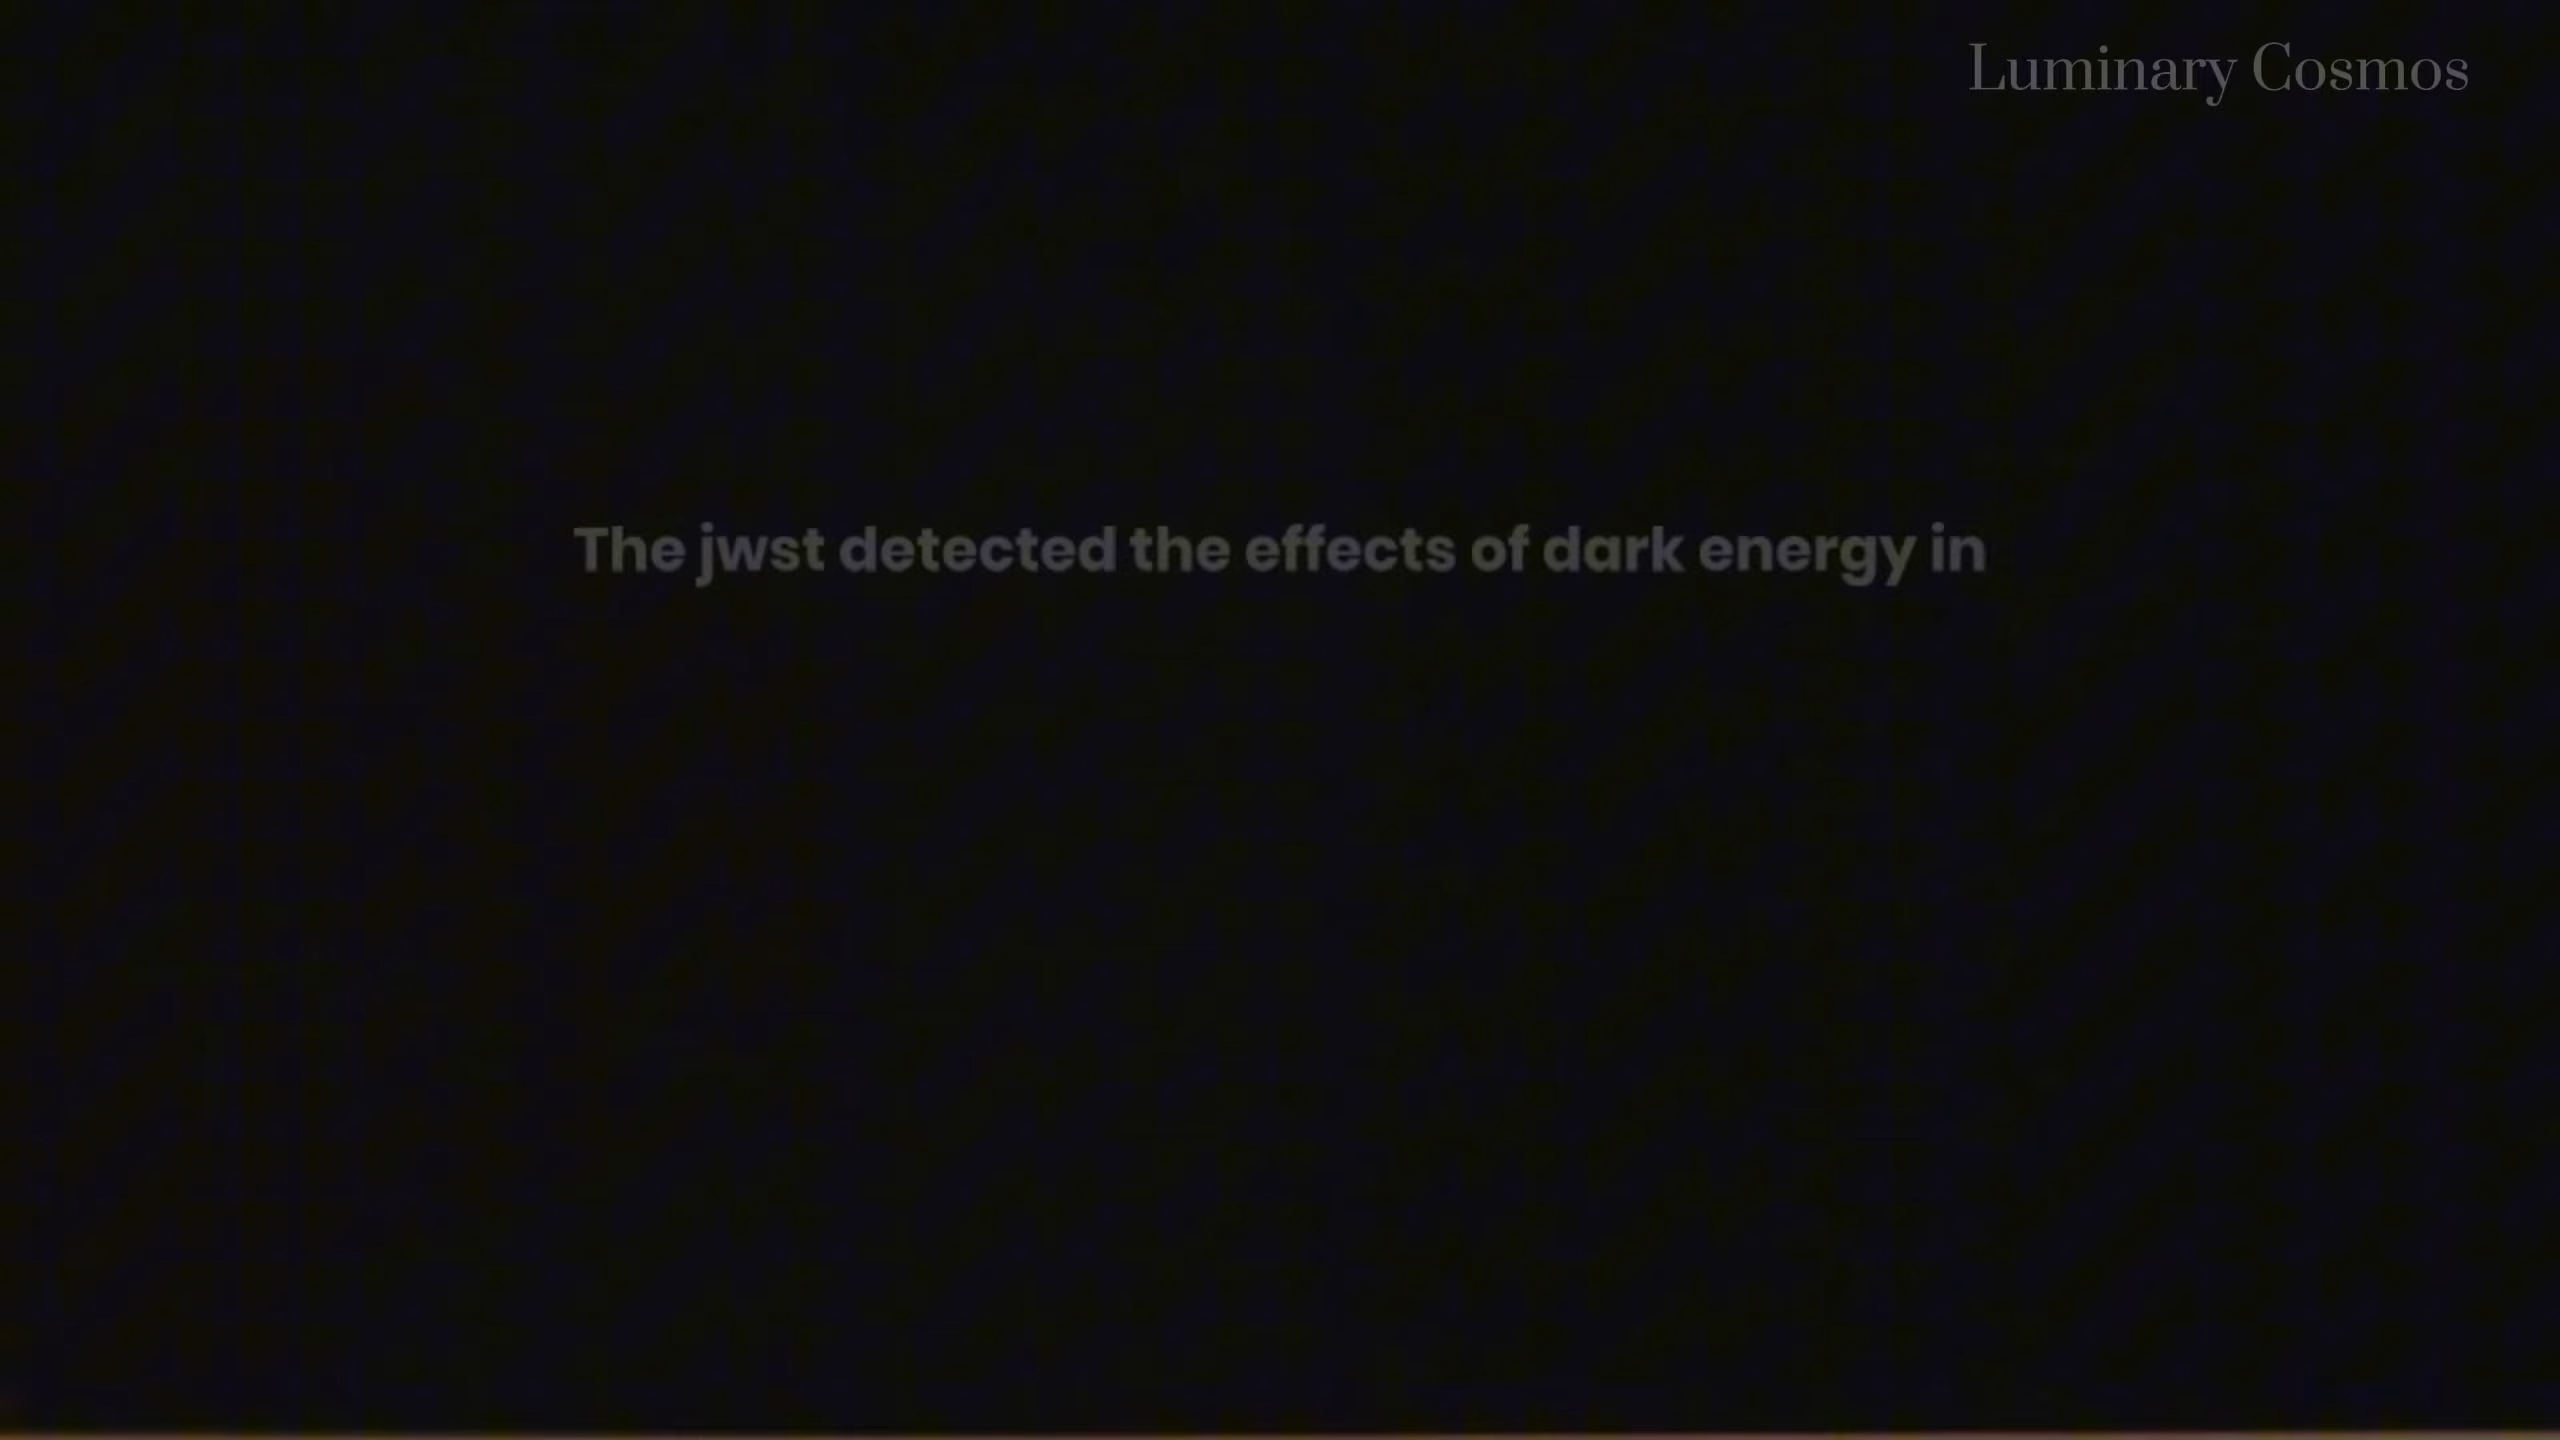 Luminary Cosmos
The jwst detected the effects of dark energy in